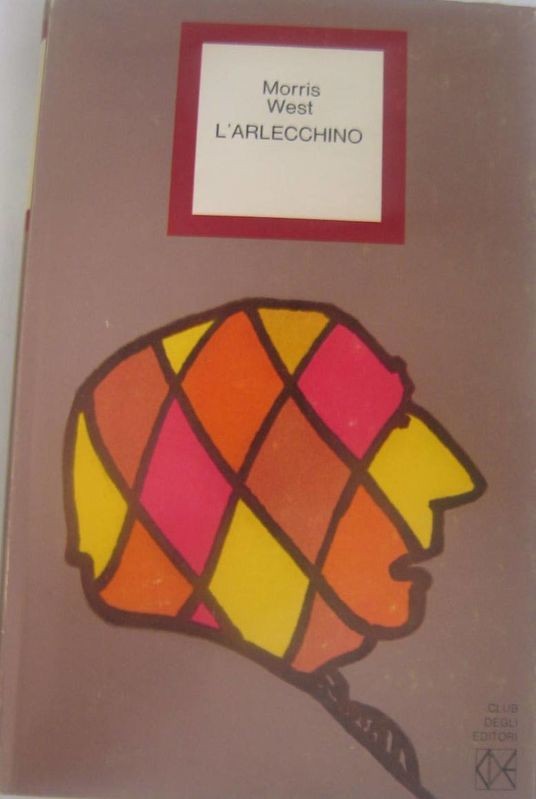 Morris
West
L'ARLECCHINO
CLUB
DEGLI
EDITORI